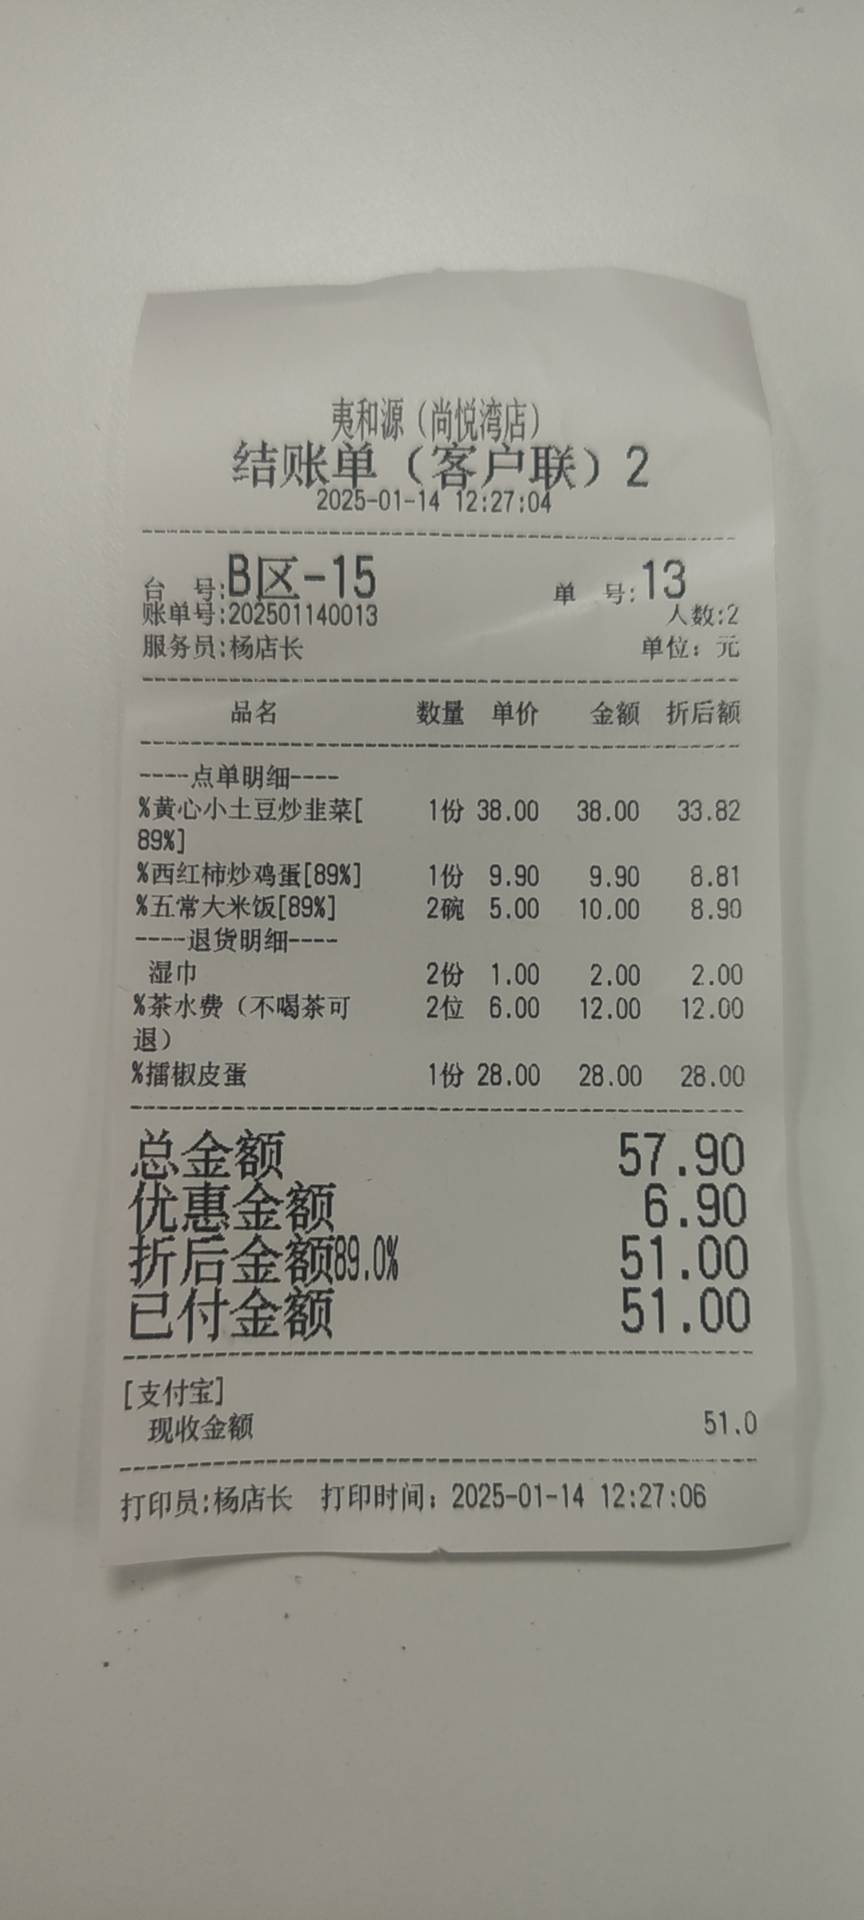 夷和源（尚悦湾店）
结账单（客户联）2
2025-01-14 12:27:04
台 号:B区-15 单 号:13
账单号:202501140013 人数:2
服务员:杨店长 单位：元
品名 数量 单价 金额 折后额
----点单明细----
%黄心小土豆炒韭菜[ 1份 38.00 38.00 33.82
89%]
%西红柿炒鸡蛋[89%] 1份 9.90 9.90 8.81
%五常大米饭[89%] 2碗 5.00 10.00 8.90
----退货明细----
湿巾 2份 1.00 2.00 2.00
%茶水费（不喝茶可 2位 6.00 12.00 12.00
退）
%擂椒皮蛋 1份 28.00 28.00 28.00
总金额 57.90
优惠金额 6.90
折后金额89.0% 51.00
已付金额 51.00
[支付宝]
现收金额 51.0
打印员:杨店长 打印时间：2025-01-14 12:27:06